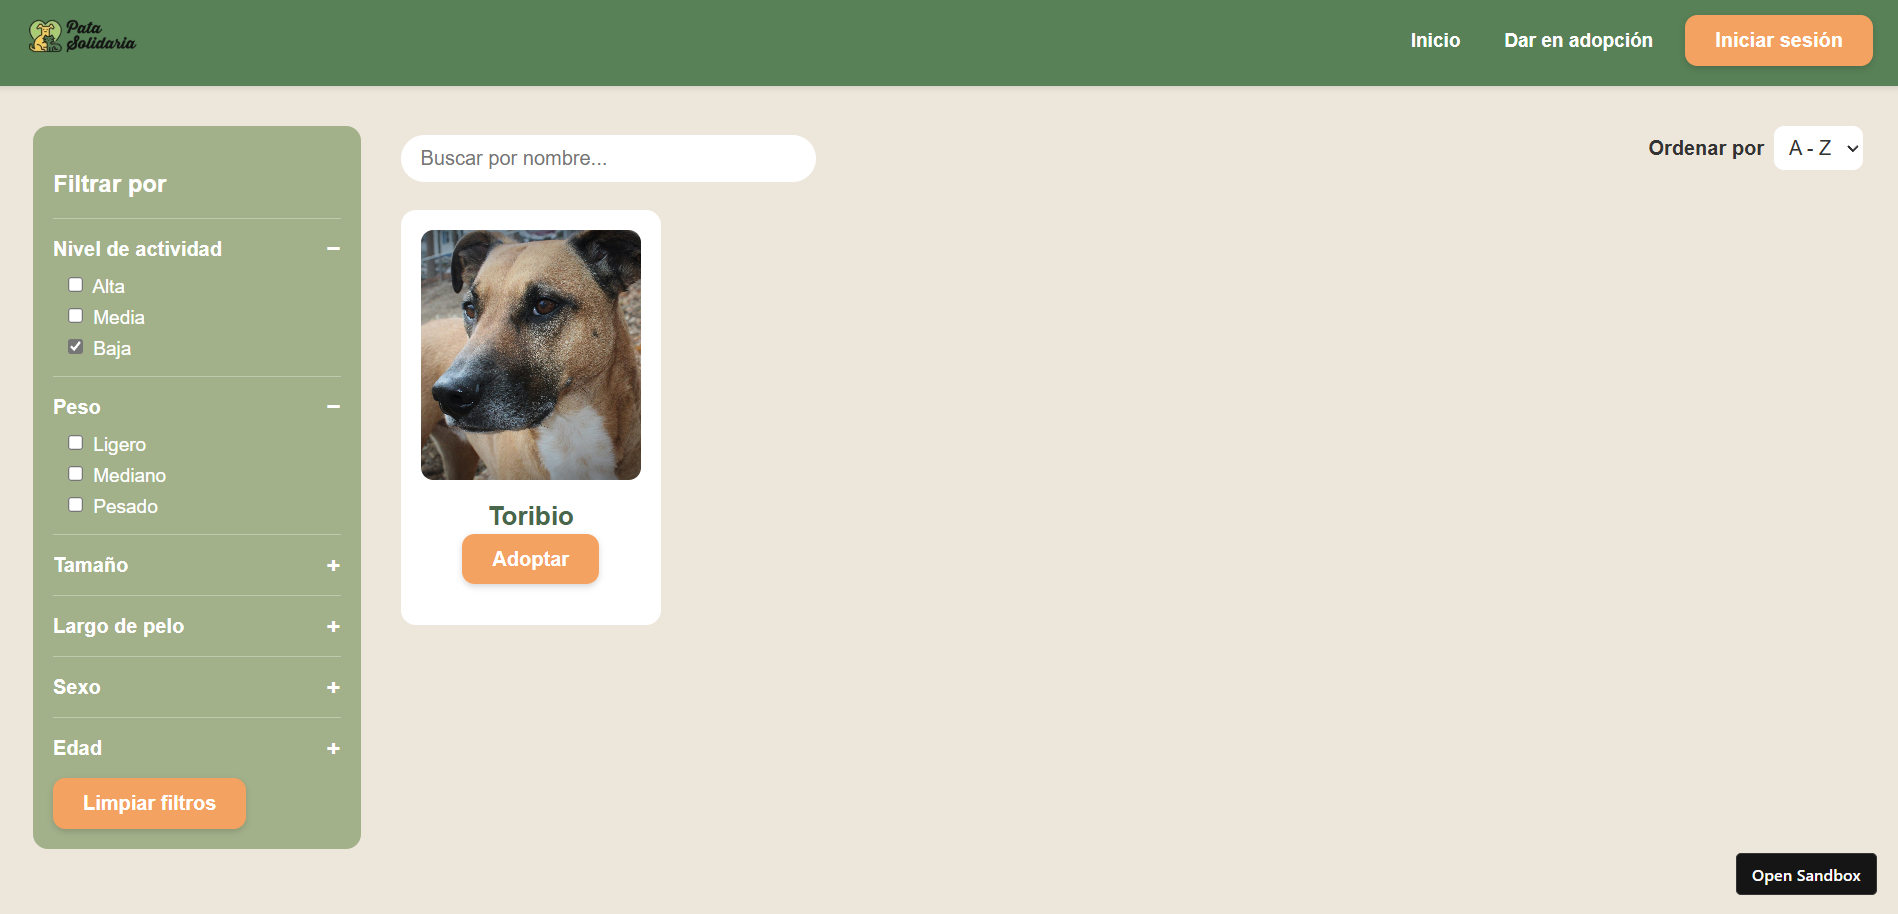 Pata
Solidaria
Inicio
Dar en adopción
Iniciar sesión
Filtrar por
Nivel de actividad
Alta
Media
Baja
Peso
Ligero
Mediano
Pesado
Tamaño
Largo de pelo
Sexo
Edad
Limpiar filtros
Buscar por nombre...
Ordenar por
A - Z
Toribio
Adoptar
Open Sandbox